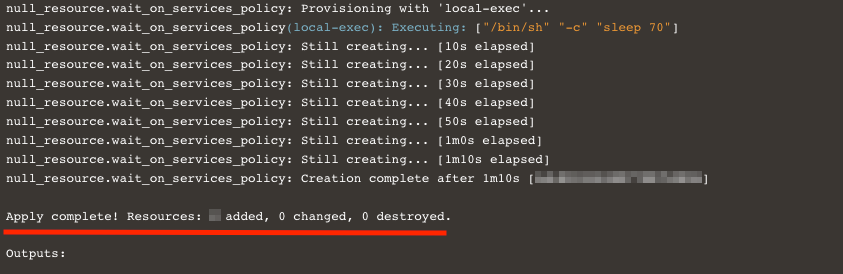 null_resource.wait_on_services_policy: Provisioning with 'local-exec'...
null_resource.wait_on_services_policy(local-exec): Executing: ["/bin/sh" "-c" "sleep 70"]
null_resource.wait_on_services_policy: Still creating... [10s elapsed]
null_resource.wait_on_services_policy: Still creating... [20s elapsed]
null_resource.wait_on_services_policy: Still creating... [30s elapsed]
null_resource.wait_on_services_policy: Still creating... [40s elapsed]
null_resource.wait_on_services_policy: Still creating... [50s elapsed]
null_resource.wait_on_services_policy: Still creating... [1m0s elapsed]
null_resource.wait_on_services_policy: Still creating... [1m10s elapsed]
null_resource.wait_on_services_policy: Creation complete after 1m10s [ ]
Apply complete! Resources: added, 0 changed, 0 destroyed.
Outputs: